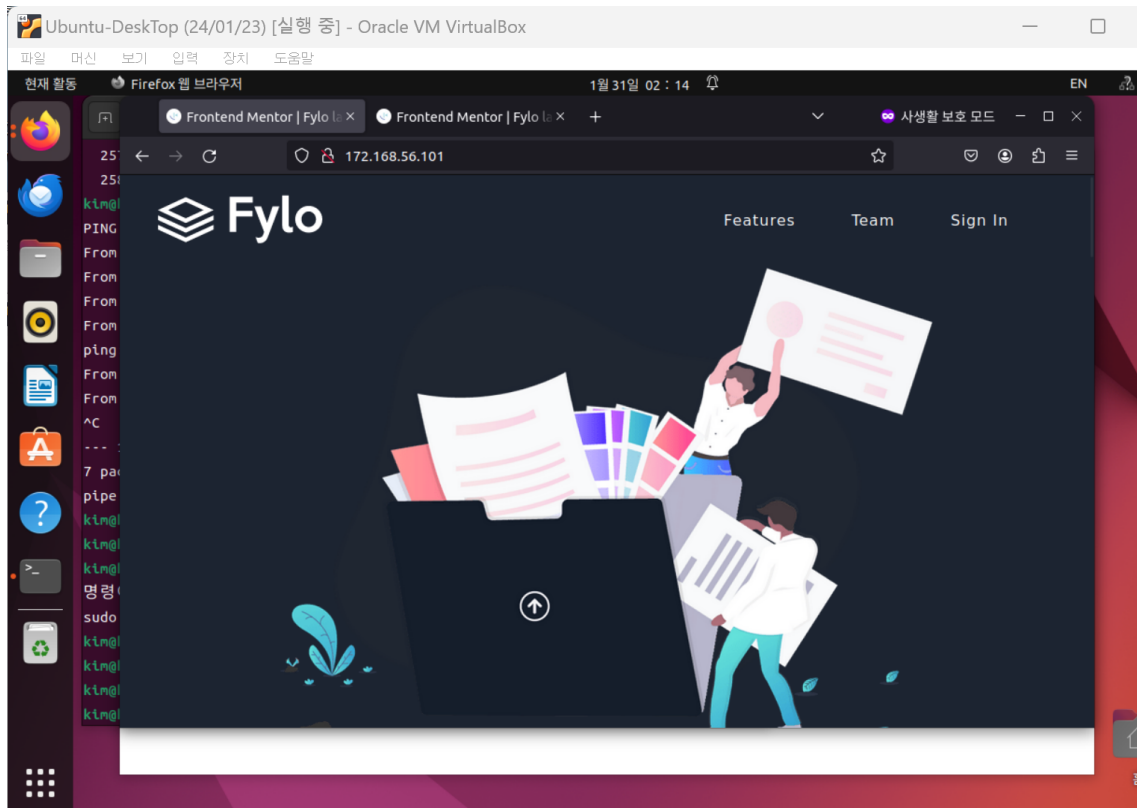 Ubuntu-DeskTop (24/01/23) [실행 중] - Oracle VM VirtualBox
파일 머신 보기 입력 장치 도움말
현재 활동 Firefox 웹 브라우저 1월 31일 02 : 14 EN
Frontend Mentor | Fylo la Frontend Mentor | Fylo la 사생활 보호 모드
172.168.56.101
Fylo Features Team Sign In
257
258
kim@
PING
From
From
From
From
ping
From
From
^C
---
7 pac
pipe
kim@
kim@
kim@
명령
sudo
kim@
kim@
kim@
kim@